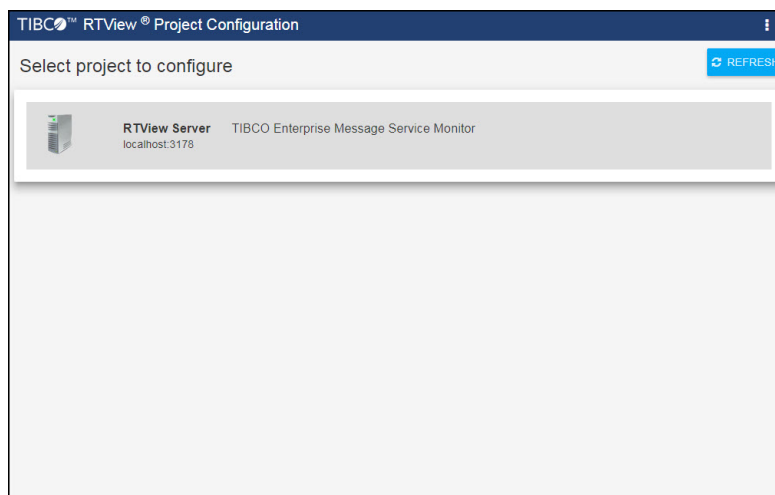 TIBCO™ RTView ® Project Configuration
Select project to configure
REFRESH
RTView Server TIBCO Enterprise Message Service Monitor
localhost:3178